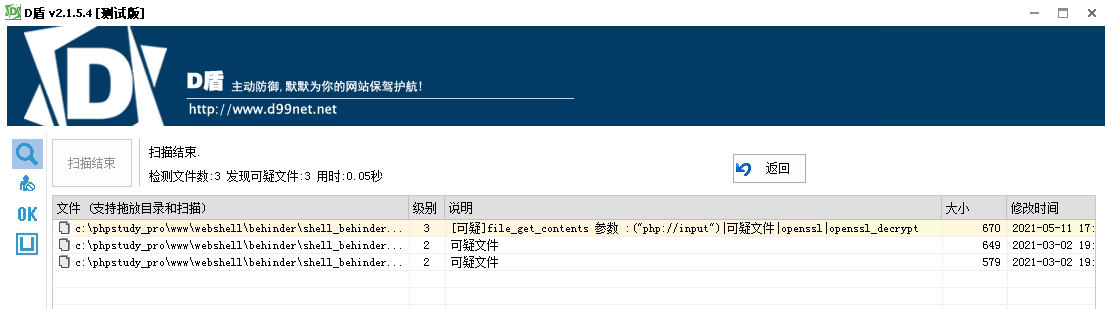 D盾 v2.1.5.4 [测试版]
D盾 主动防御,默默为你的网站保驾护航!
http://www.d99net.net
扫描结束
扫描结束.
检测文件数:3 发现可疑文件:3 用时:0.05秒
返回
OK
文件 (支持拖放目录和扫描) 级别 说明 大小 修改时间
c:\phpstudy_pro\www\webshell\behinder\shell_behinder... 3 [可疑]file_get_contents 参数 :("php://input")|可疑文件|openssl|openssl_decrypt 670 2021-05-11 17:
c:\phpstudy_pro\www\webshell\behinder\shell_behinder... 2 可疑文件 649 2021-03-02 19:
c:\phpstudy_pro\www\webshell\behinder\shell_behinder... 2 可疑文件 579 2021-03-02 19: